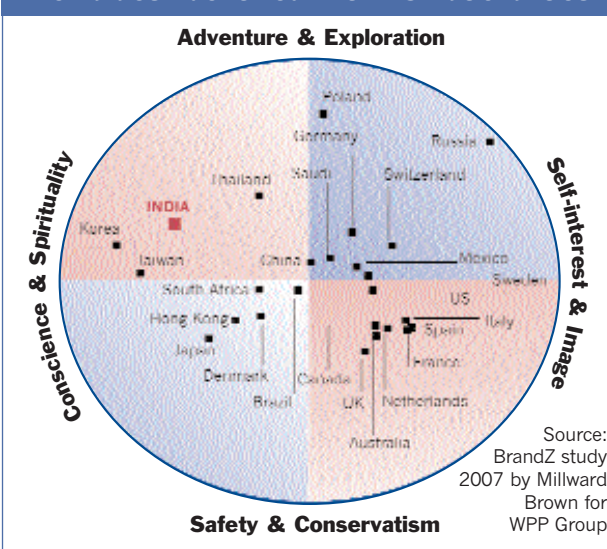 Adventure & Exploration
Poland
Germany
Russia
Thailand
Saudi
Switzerland
INDIA
Korea
Taiwan
China
Mexico
Sweden
South Africa
US
Hong Kong
Spain
Italy
Japan
France
Denmark
Canada
Brazil
UK
Netherlands
Australia
Conscience & Spirituality
Self-interest & Image
Safety & Conservatism
Source:
BrandZ study
2007 by Millward
Brown for
WPP Group